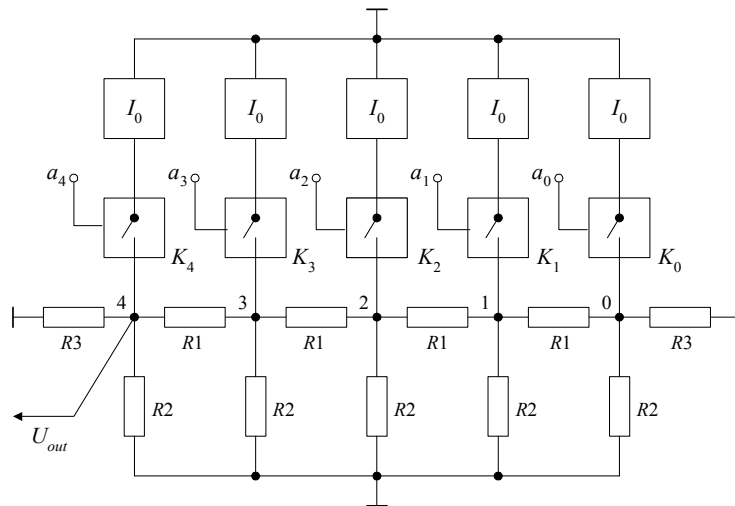 I₀ I₀ I₀ I₀ I₀
a₄ a₃ a₂ a₁ a₀
K₄ K₃ K₂ K₁ K₀
4 3 2 1 0
R3 R1 R1 R1 R1 R3
R2 R2 R2 R2 R2
U_out